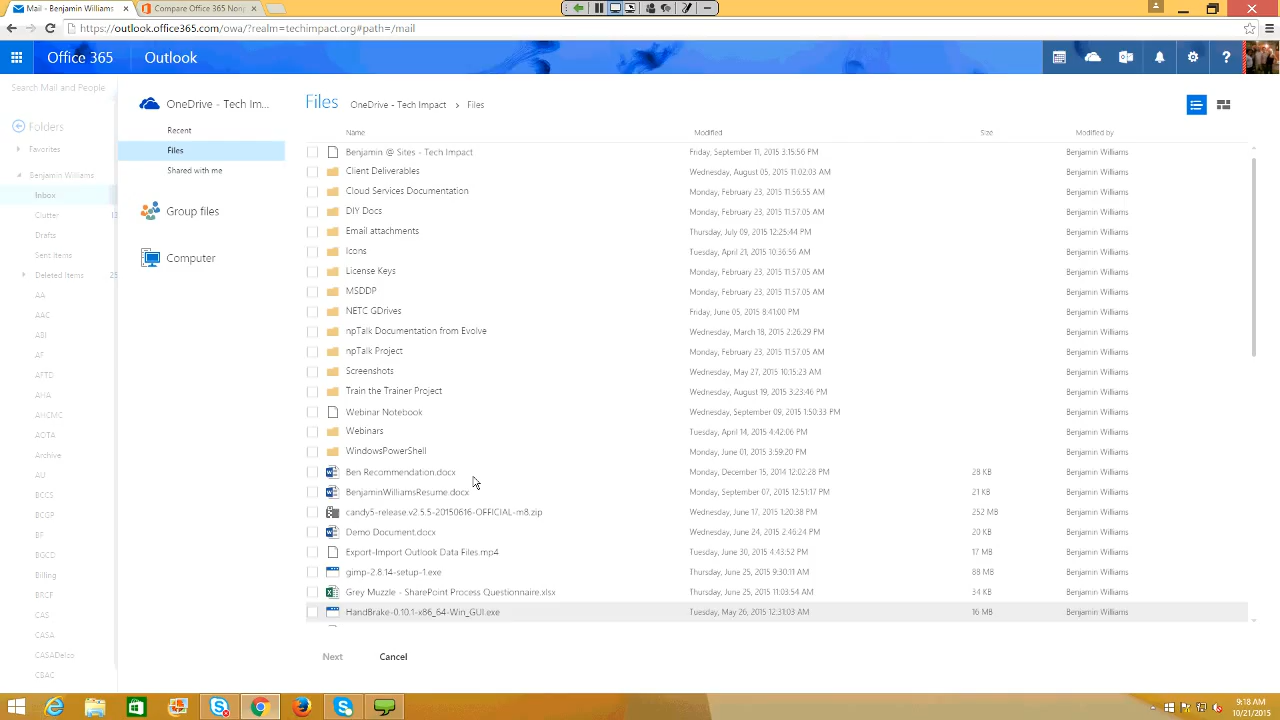 Mail - Benjamin Williams
Compare Office 365 Nonp
https://outlook.office365.com/owa/?realm=techimpact.org#path=/mail
Office 365
Outlook
?
Search Mail and People
Folders
Favorites
Benjamin Williams
Inbox
Clutter
Drafts
Sent Items
Deleted Items 25
AA
AAC
ABI
AF
AFTD
AHA
AHCMC
AOTA
Archive
AU
BCCS
BCGP
BF
BGCD
Billing
BRCF
CAS
CASA
CASADelco
CBAC
OneDrive - Tech Im...
Recent
Files
Shared with me
Group files
Computer
Files OneDrive - Tech Impact > Files
Name Modified Size Modified by
Benjamin @ Sites - Tech Impact Friday, September 11, 2015 3:15:56 PM Benjamin Williams
Client Deliverables Wednesday, August 05, 2015 11:02:03 AM Benjamin Williams
Cloud Services Documentation Monday, February 23, 2015 11:56:55 AM Benjamin Williams
DIY Docs Monday, February 23, 2015 11:57:05 AM Benjamin Williams
Email attachments Thursday, July 09, 2015 12:25:44 PM Benjamin Williams
Icons Tuesday, April 21, 2015 10:36:56 AM Benjamin Williams
License Keys Monday, February 23, 2015 11:57:05 AM Benjamin Williams
MSDDP Monday, February 23, 2015 11:57:05 AM Benjamin Williams
NETC GDrives Friday, June 05, 2015 8:41:00 PM Benjamin Williams
npTalk Documentation from Evolve Wednesday, March 18, 2015 2:26:29 PM Benjamin Williams
npTalk Project Monday, February 23, 2015 11:57:05 AM Benjamin Williams
Screenshots Wednesday, May 27, 2015 10:15:23 AM Benjamin Williams
Train the Trainer Project Wednesday, August 19, 2015 3:23:46 PM Benjamin Williams
Webinar Notebook Wednesday, September 09, 2015 1:50:33 PM Benjamin Williams
Webinars Tuesday, April 14, 2015 4:42:06 PM Benjamin Williams
WindowsPowerShell Monday, June 01, 2015 3:59:20 PM Benjamin Williams
Ben Recommendation.docx Monday, December 15, 2014 12:02:28 PM 28 KB Benjamin Williams
BenjaminWilliamsResume.docx Monday, September 07, 2015 12:51:17 PM 21 KB Benjamin Williams
candy5-release.v2.5.5-20150616-OFFICIAL-m8.zip Wednesday, June 17, 2015 1:20:38 PM 252 MB Benjamin Williams
Demo Document.docx Wednesday, June 24, 2015 2:46:24 PM 17 KB Benjamin Williams
Export-Import Outlook Data Files.mp4 Tuesday, June 30, 2015 4:43:52 PM 17 MB Benjamin Williams
gimp-2.8.14-setup-1.exe Thursday, June 25, 2015 9:30:11 AM 88 MB Benjamin Williams
Grey Muzzle - SharePoint Process Questionnaire.xlsx Thursday, June 25, 2015 11:03:54 AM 34 KB Benjamin Williams
HandBrake-0.10.1-x86_64-Win_GUI.exe Tuesday, May 26, 2015 12:31:03 AM 16 MB Benjamin Williams
Next Cancel
9:18 AM
10/21/2015